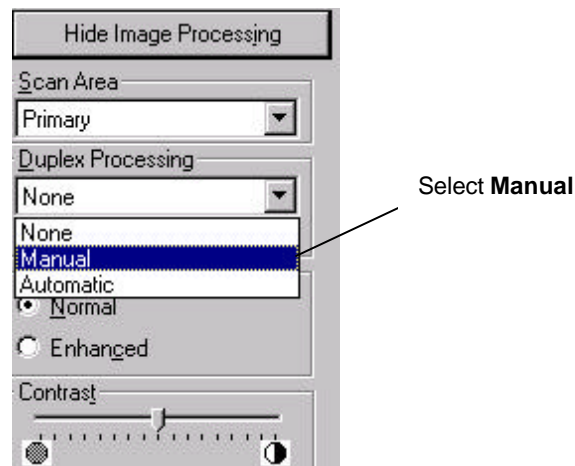 Hide Image Processing
Scan Area
Primary
Duplex Processing
None
None
Manual
Automatic
Normal
Enhanced
Contrast
Select Manual